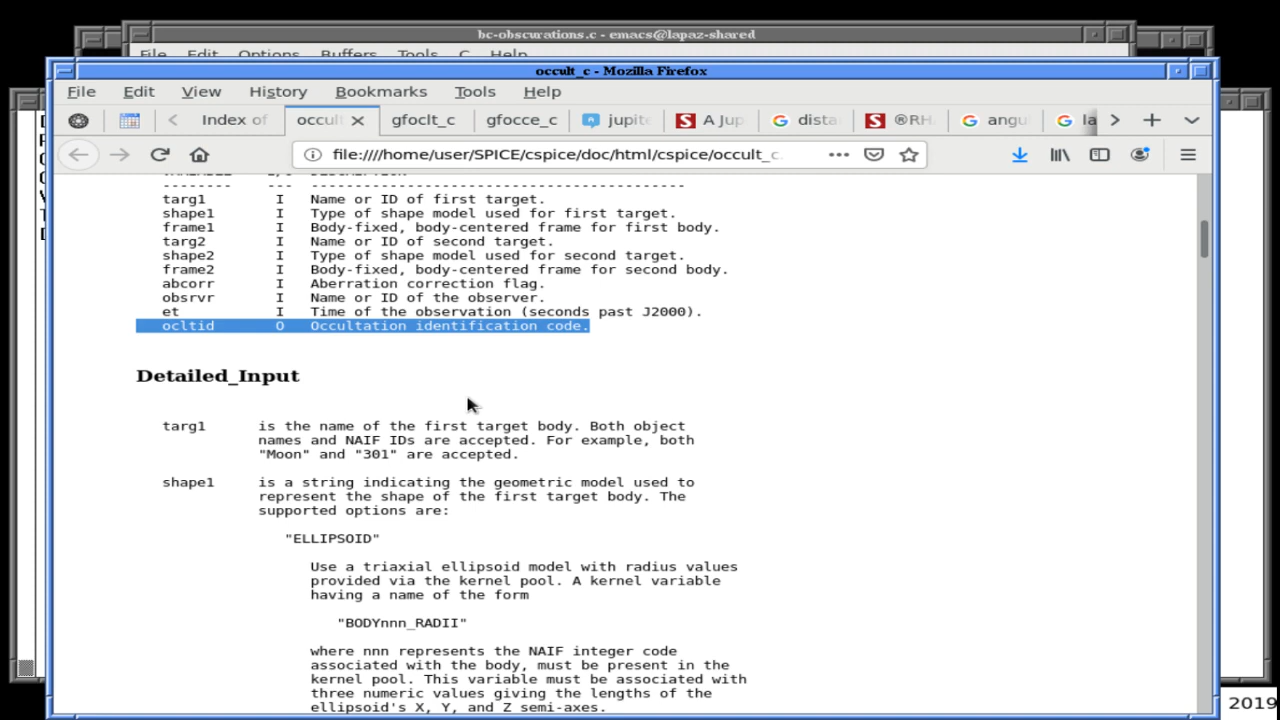 bc-obscurations.c - emacs@lapaz-shared
File Edit Options Buffers Tools C Help
occult_c - Mozilla Firefox
File Edit View History Bookmarks Tools Help
Index of occult gfoclt_c gfocce_c jupite A Jup dista ®RH angu la
file:///home/user/SPICE/cspice/doc/html/cspice/occult_c.
-------- --- -------------------------------------------
targ1 I Name or ID of first target.
shape1 I Type of shape model used for first target.
frame1 I Body-fixed, body-centered frame for first body.
targ2 I Name or ID of second target.
shape2 I Type of shape model used for second target.
frame2 I Body-fixed, body-centered frame for second body.
abcorr I Aberration correction flag.
obsrvr I Name or ID of the observer.
et I Time of the observation (seconds past J2000).
ocltid O Occultation identification code.
Detailed_Input
targ1 is the name of the first target body. Both object
names and NAIF IDs are accepted. For example, both
"Moon" and "301" are accepted.
shape1 is a string indicating the geometric model used to
represent the shape of the first target body. The
supported options are:
"ELLIPSOID"
Use a triaxial ellipsoid model with radius values
provided via the kernel pool. A kernel variable
having a name of the form
"BODYnnn_RADII"
where nnn represents the NAIF integer code
associated with the body, must be present in the
kernel pool. This variable must be associated with
three numeric values giving the lengths of the
ellipsoid's X, Y, and Z semi-axes.
2019